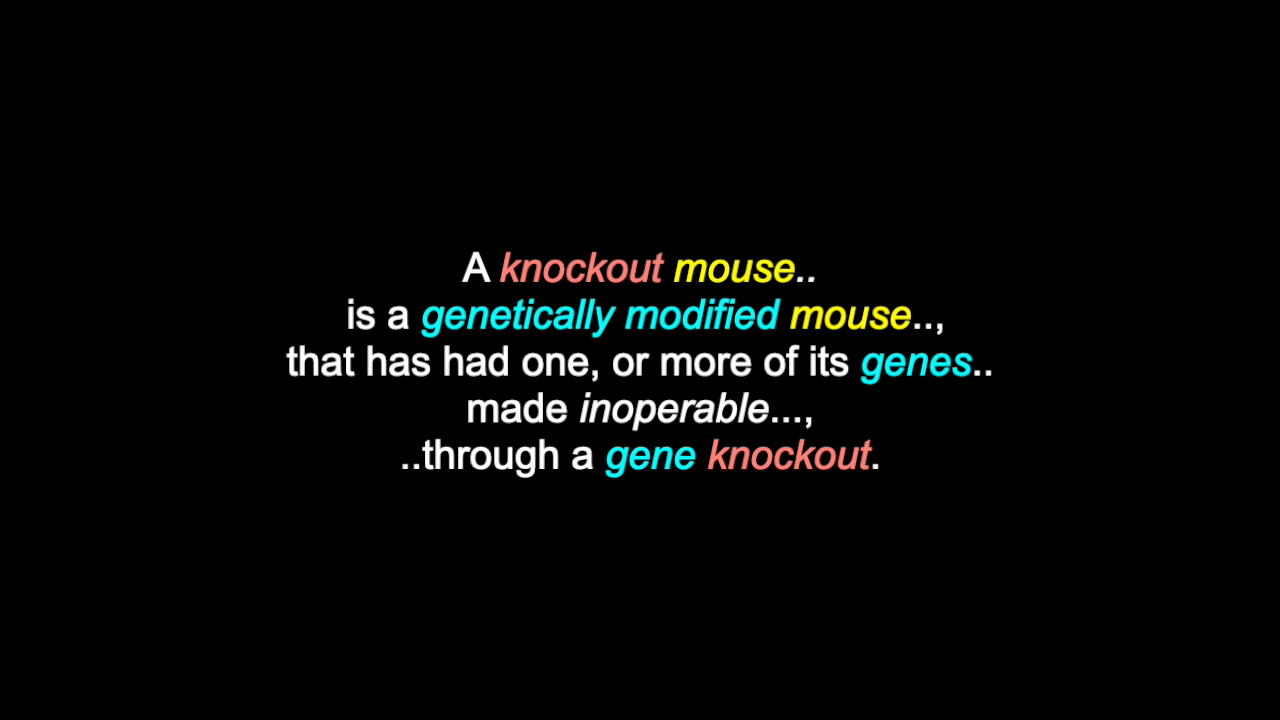 A knockout mouse..
is a genetically modified mouse..,
that has had one, or more of its genes..
made inoperable...,
..through a gene knockout.